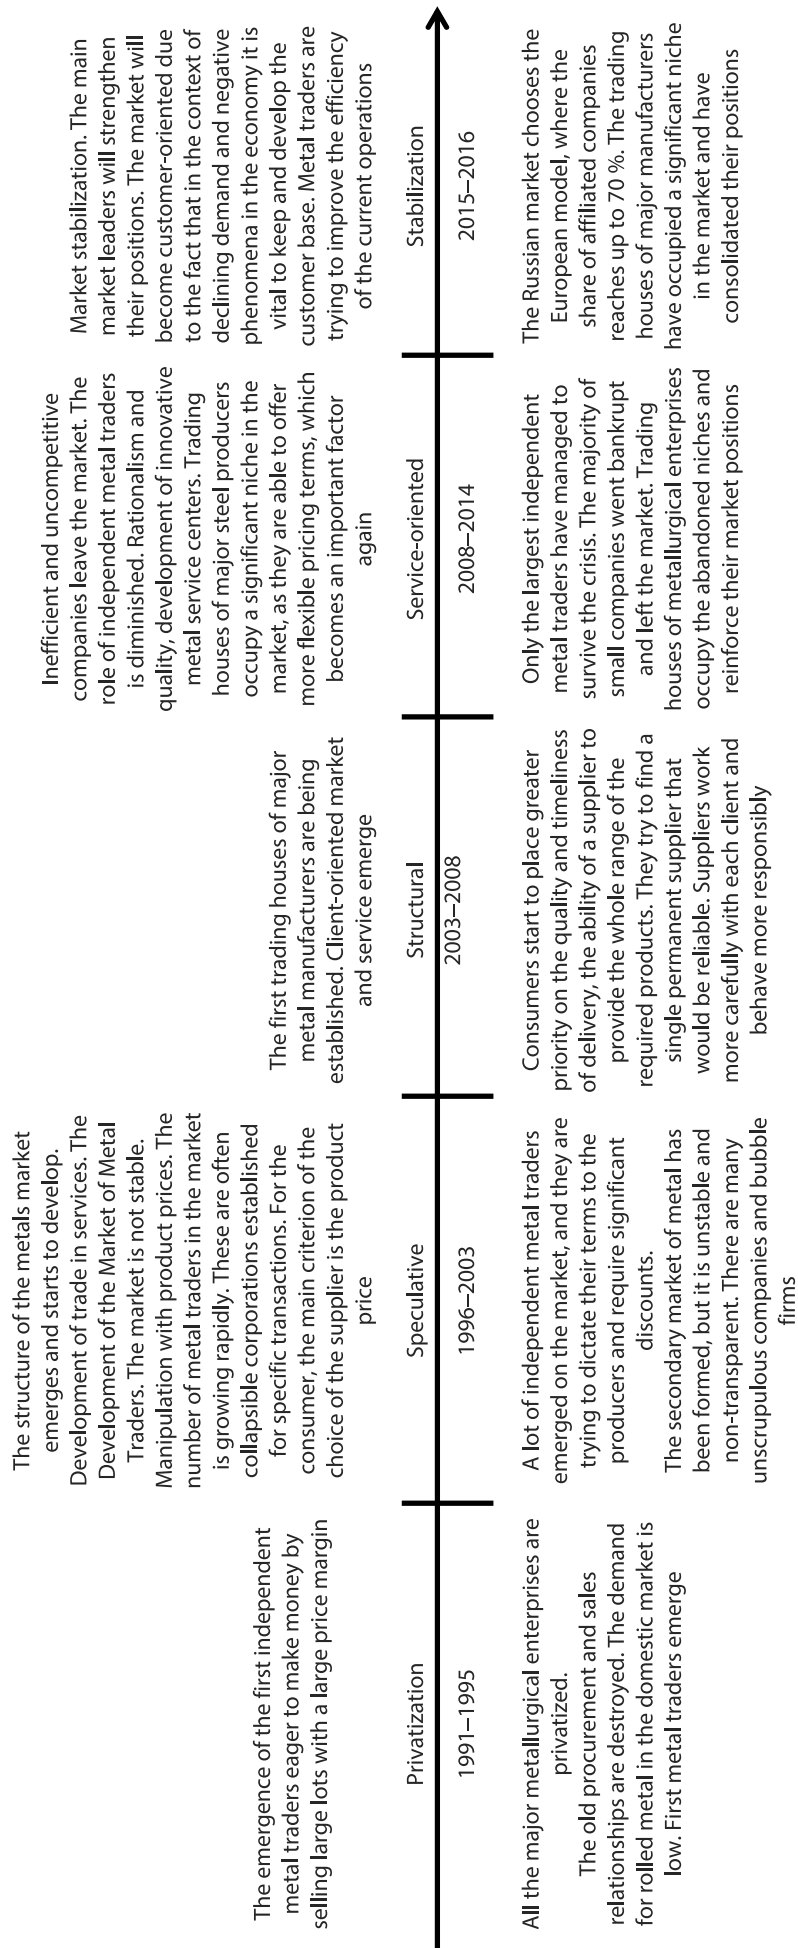 The emergence of the first independent
metal traders eager to make money by
selling large lots with a large price margin
Privatization
1991–1995
All the major metallurgical enterprises are
privatized.
The old procurement and sales
relationships are destroyed. The demand
for rolled metal in the domestic market is
low. First metal traders emerge
The structure of the metals market
emerges and starts to develop.
Development of trade in services. The
Development of the Market of Metal
Traders. The market is not stable.
Manipulation with product prices. The
number of metal traders in the market
is growing rapidly. These are often
collapsible corporations established
for specific transactions. For the
consumer, the main criterion of the
choice of the supplier is the product
price
Speculative
1996–2003
A lot of independent metal traders
emerged on the market, and they are
trying to dictate their terms to the
producers and require significant
discounts.
The secondary market of metal has
been formed, but it is unstable and
non-transparent. There are many
unscrupulous companies and bubble
firms
The first trading houses of major
metal manufacturers are being
established. Client-oriented market
and service emerge
Structural
2003–2008
Consumers start to place greater
priority on the quality and timeliness
of delivery, the ability of a supplier to
provide the whole range of the
required products. They try to find a
single permanent supplier that
would be reliable. Suppliers work
more carefully with each client and
behave more responsibly
Inefficient and uncompetitive
companies leave the market. The
role of independent metal traders
is diminished. Rationalism and
quality, development of innovative
metal service centers. Trading
houses of major steel producers
occupy a significant niche in the
market, as they are able to offer
more flexible pricing terms, which
becomes an important factor
again
Service-oriented
2008–2014
Only the largest independent
metal traders have managed to
survive the crisis. The majority of
small companies went bankrupt
and left the market. Trading
houses of metallurgical enterprises
occupy the abandoned niches and
reinforce their market positions
Market stabilization. The main
market leaders will strengthen
their positions. The market will
become customer-oriented due
to the fact that in the context of
declining demand and negative
phenomena in the economy it is
vital to keep and develop the
customer base. Metal traders are
trying to improve the efficiency
of the current operations
Stabilization
2015–2016
The Russian market chooses the
European model, where the
share of affiliated companies
reaches up to 70 %. The trading
houses of major manufacturers
have occupied a significant niche
in the market and have
consolidated their positions